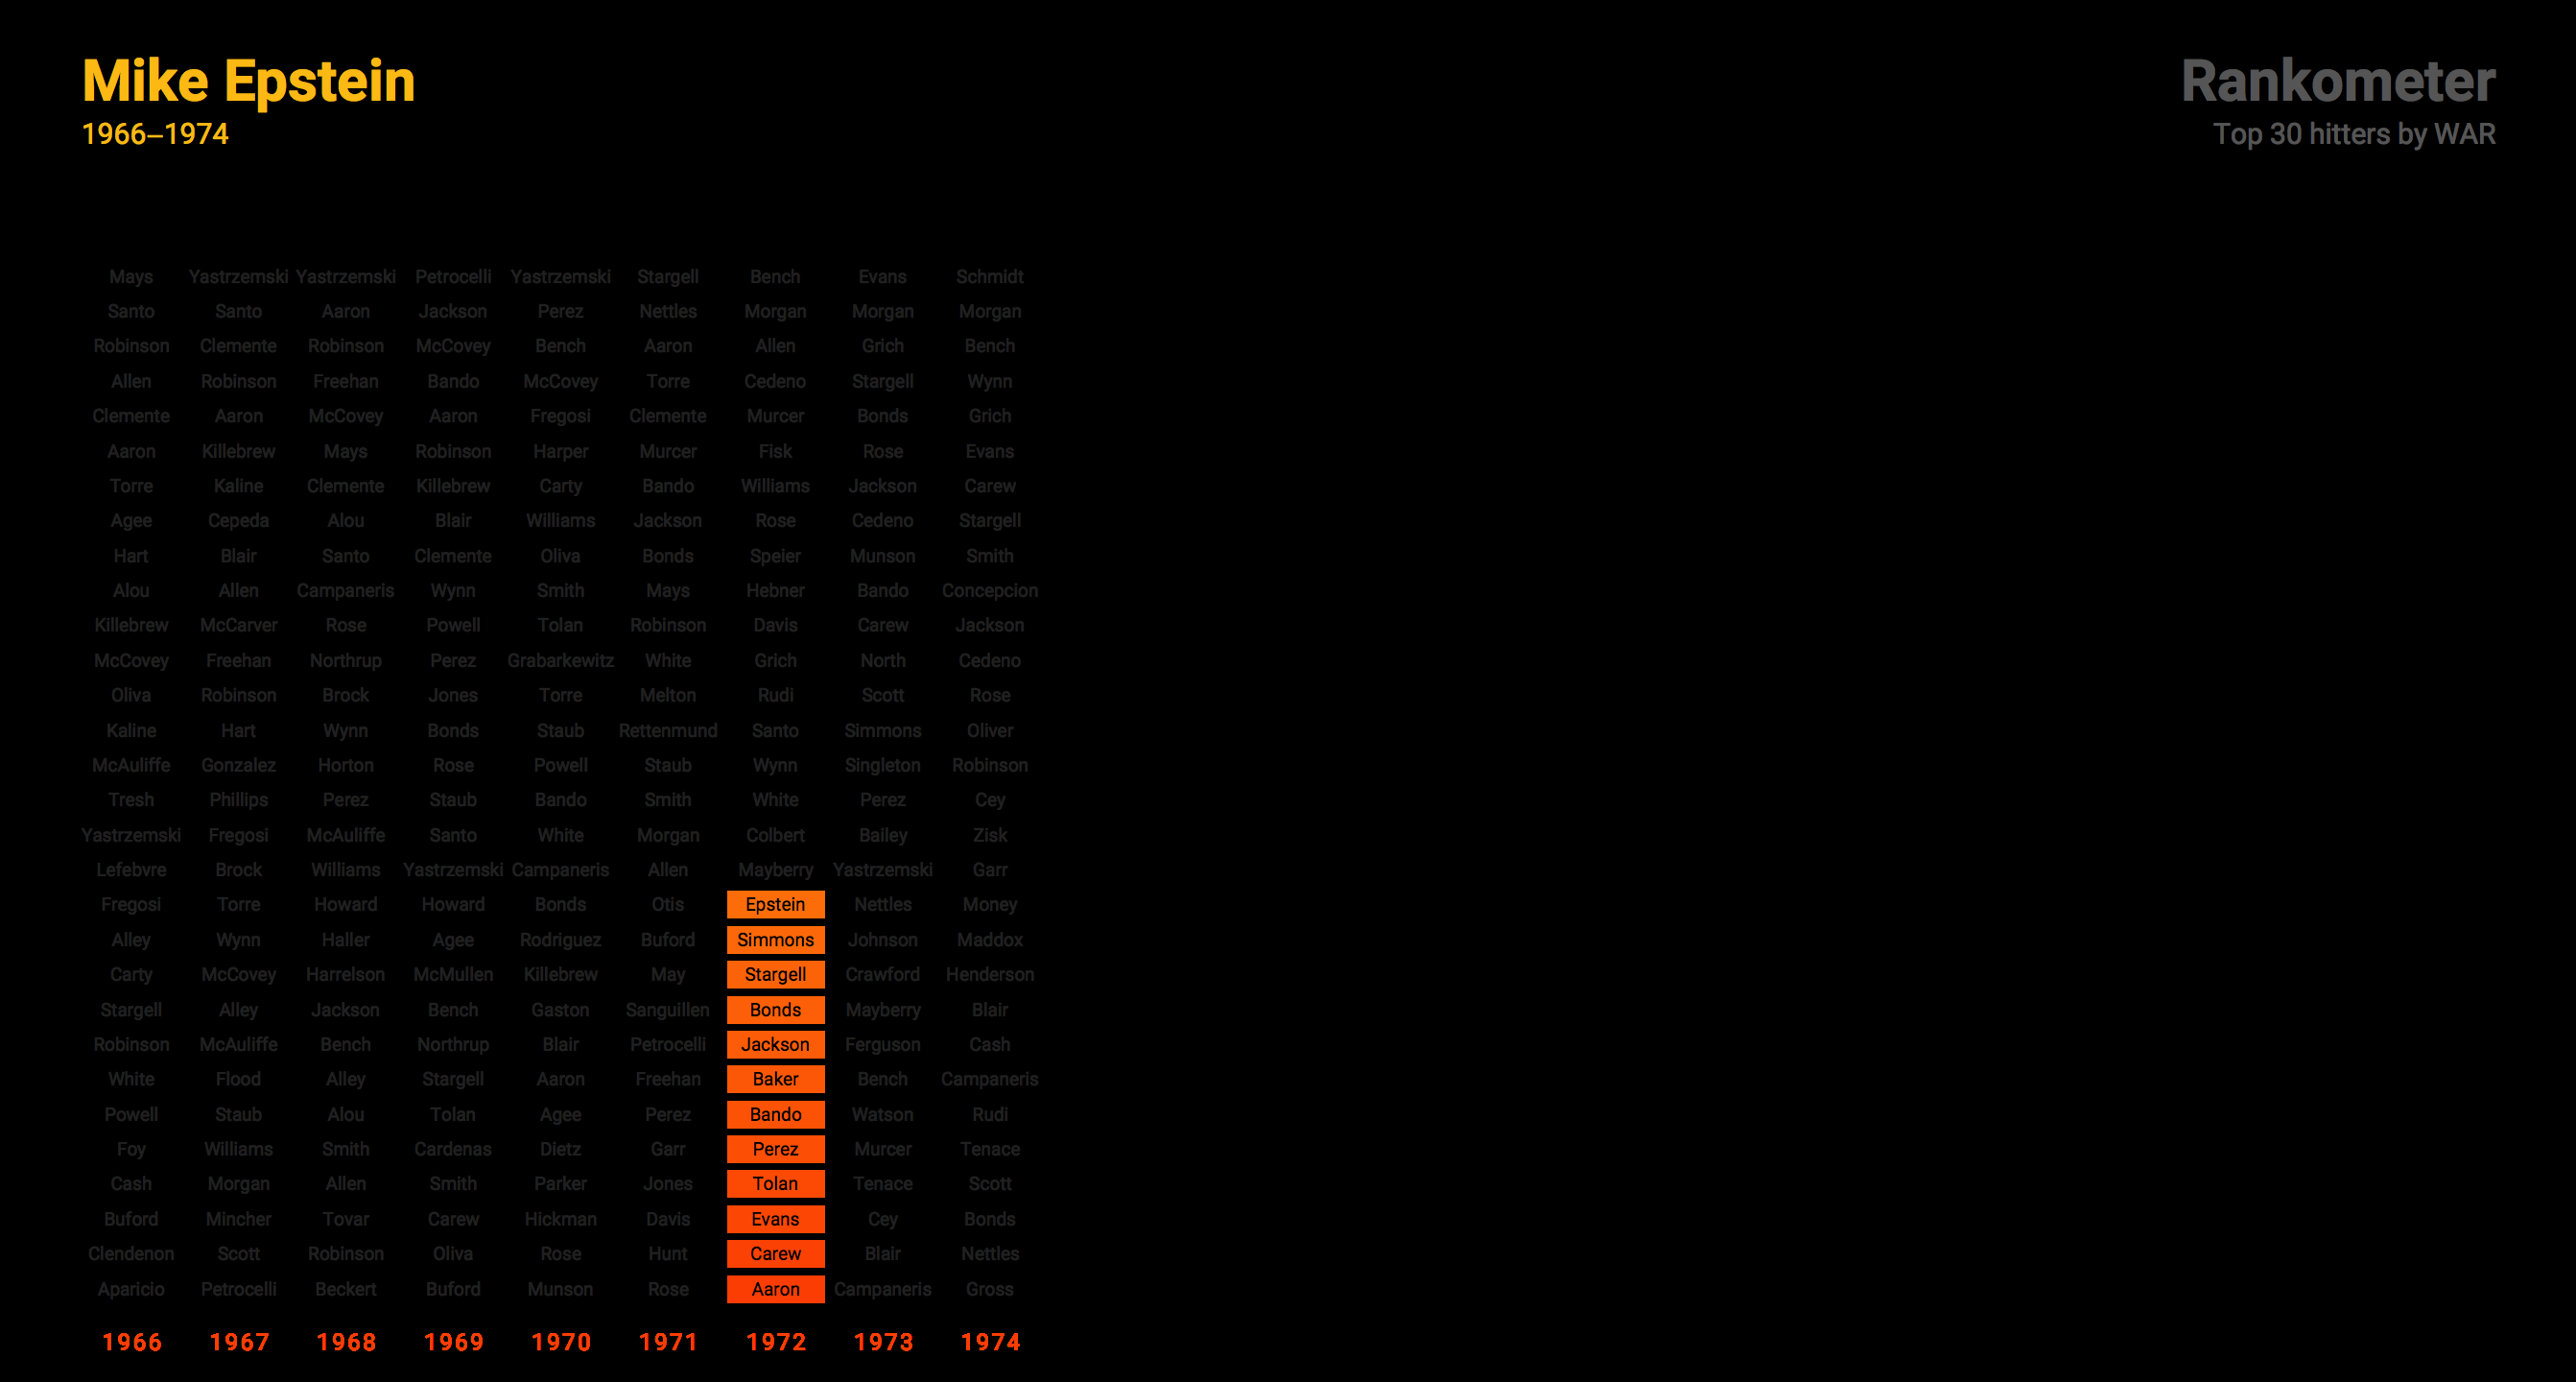 Mike Epstein
1966–1974
Rankometer
Top 30 hitters by WAR
Mays Yastrzemski Yastrzemski Petrocelli Yastrzemski Stargell Bench Evans Schmidt
Santo Santo Aaron Jackson Perez Nettles Morgan Morgan Morgan
Robinson Clemente Robinson McCovey Bench Aaron Allen Grich Bench
Allen Robinson Freehan Bando McCovey Torre Cedeno Stargell Wynn
Clemente Aaron McCovey Aaron Fregosi Clemente Murcer Bonds Grich
Aaron Killebrew Mays Robinson Harper Murcer Fisk Rose Evans
Torre Kaline Clemente Killebrew Carty Bando Williams Jackson Carew
Agee Cepeda Alou Blair Williams Jackson Rose Cedeno Stargell
Hart Blair Santo Clemente Oliva Bonds Speier Munson Smith
Alou Allen Campaneris Wynn Smith Mays Hebner Bando Concepcion
Killebrew McCarver Rose Powell Tolan Robinson Davis Carew Jackson
McCovey Freehan Northrup Perez Grabarkewitz White Grich North Cedeno
Oliva Robinson Brock Jones Torre Melton Rudi Scott Rose
Kaline Hart Wynn Bonds Staub Rettenmund Santo Simmons Oliver
McAuliffe Gonzalez Horton Rose Powell Staub Wynn Singleton Robinson
Tresh Phillips Perez Staub Bando Smith White Perez Cey
Yastrzemski Fregosi McAuliffe Santo White Morgan Colbert Bailey Zisk
Lefebvre Brock Williams Yastrzemski Campaneris Allen Mayberry Yastrzemski Garr
Fregosi Torre Howard Howard Bonds Otis Epstein Nettles Money
Alley Wynn Haller Agee Rodriguez Buford Simmons Johnson Maddox
Carty McCovey Harrelson McMullen Killebrew May Stargell Crawford Henderson
Stargell Alley Jackson Bench Gaston Sanguillen Bonds Mayberry Blair
Robinson McAuliffe Bench Northrup Blair Petrocelli Jackson Ferguson Cash
White Flood Alley Stargell Aaron Freehan Baker Bench Campaneris
Powell Staub Alou Tolan Agee Perez Bando Watson Rudi
Foy Williams Smith Cardenas Dietz Garr Perez Murcer Tenace
Cash Morgan Allen Smith Parker Jones Tolan Tenace Scott
Buford Mincher Tovar Carew Hickman Davis Evans Cey Bonds
Clendenon Scott Robinson Oliva Rose Hunt Carew Blair Nettles
Aparicio Petrocelli Beckert Buford Munson Rose Aaron Campaneris Gross
1966 1967 1968 1969 1970 1971 1972 1973 1974